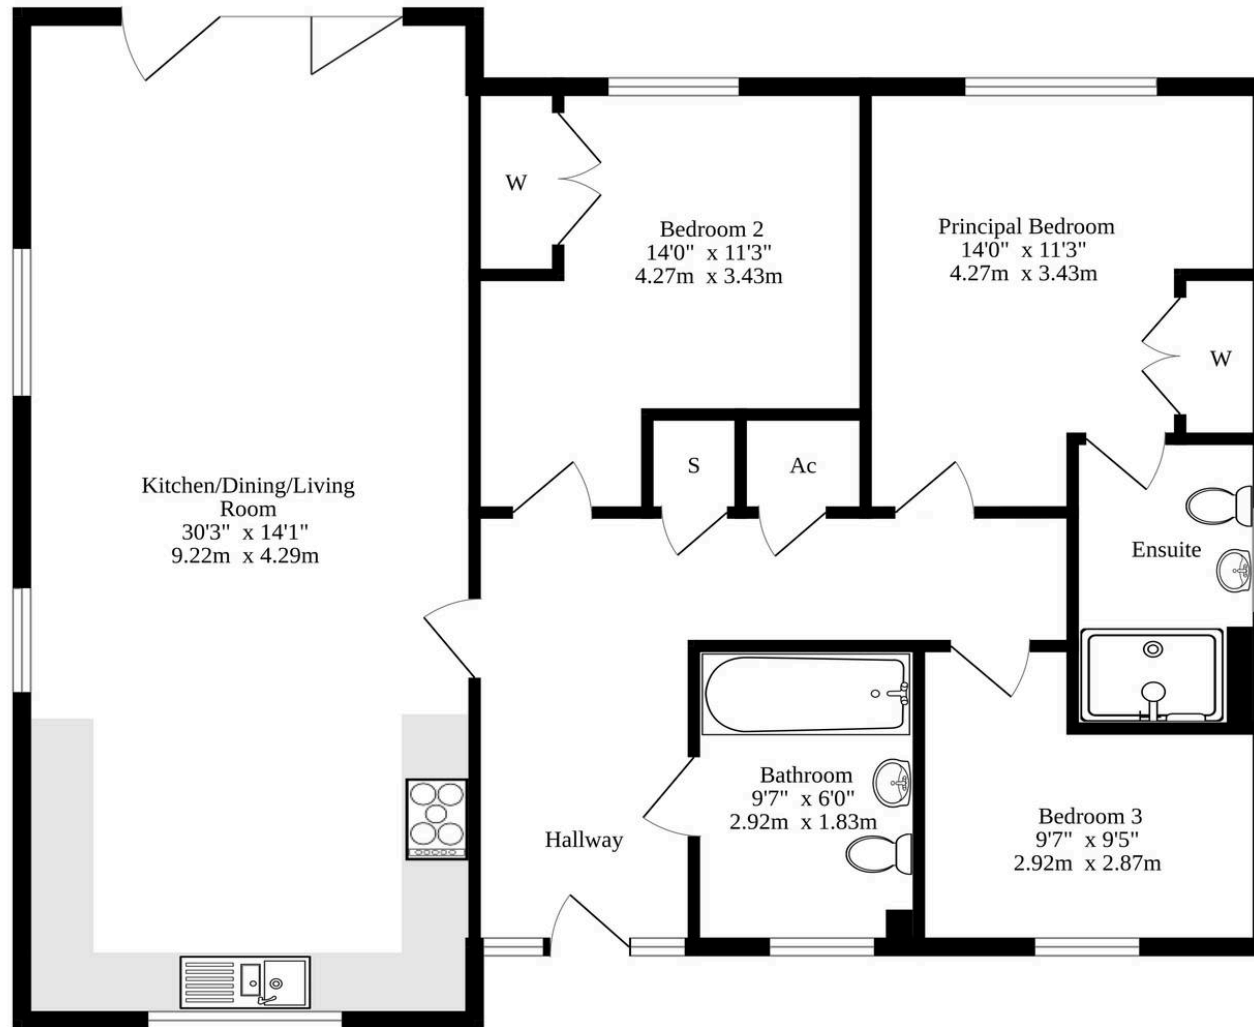 W
Bedroom 2
14'0" x 11'3"
4.27m x 3.43m
Principal Bedroom
14'0" x 11'3"
4.27m x 3.43m
W
S
Ac
Kitchen/Dining/Living
Room
30'3" x 14'1"
9.22m x 4.29m
Ensuite
Bathroom
9'7" x 6'0"
2.92m x 1.83m
Hallway
Bedroom 3
9'7" x 9'5"
2.92m x 2.87m